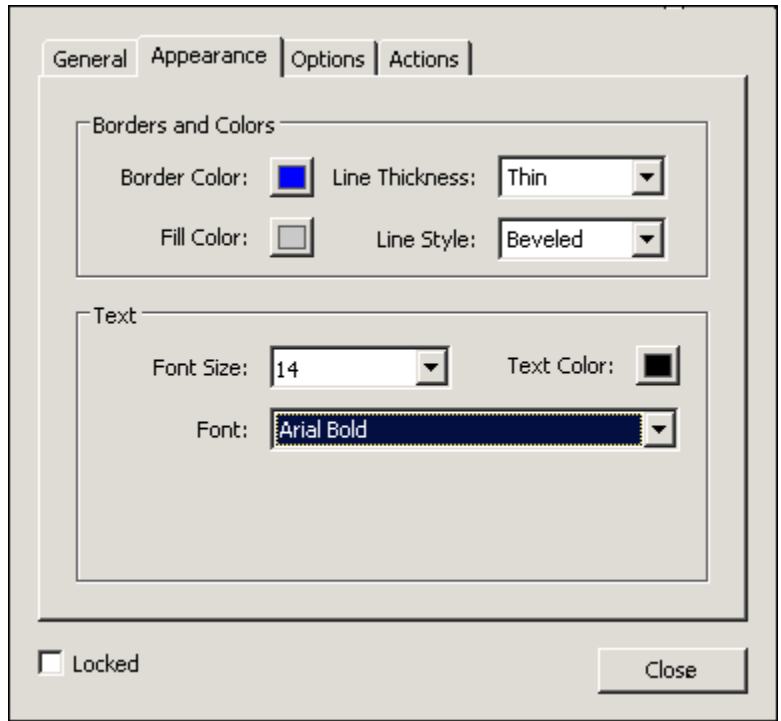 General Appearance Options Actions
Borders and Colors
Border Color: Line Thickness: Thin
Fill Color: Line Style: Beveled
Text
Font Size: 14 Text Color:
Font: Arial Bold
Locked Close